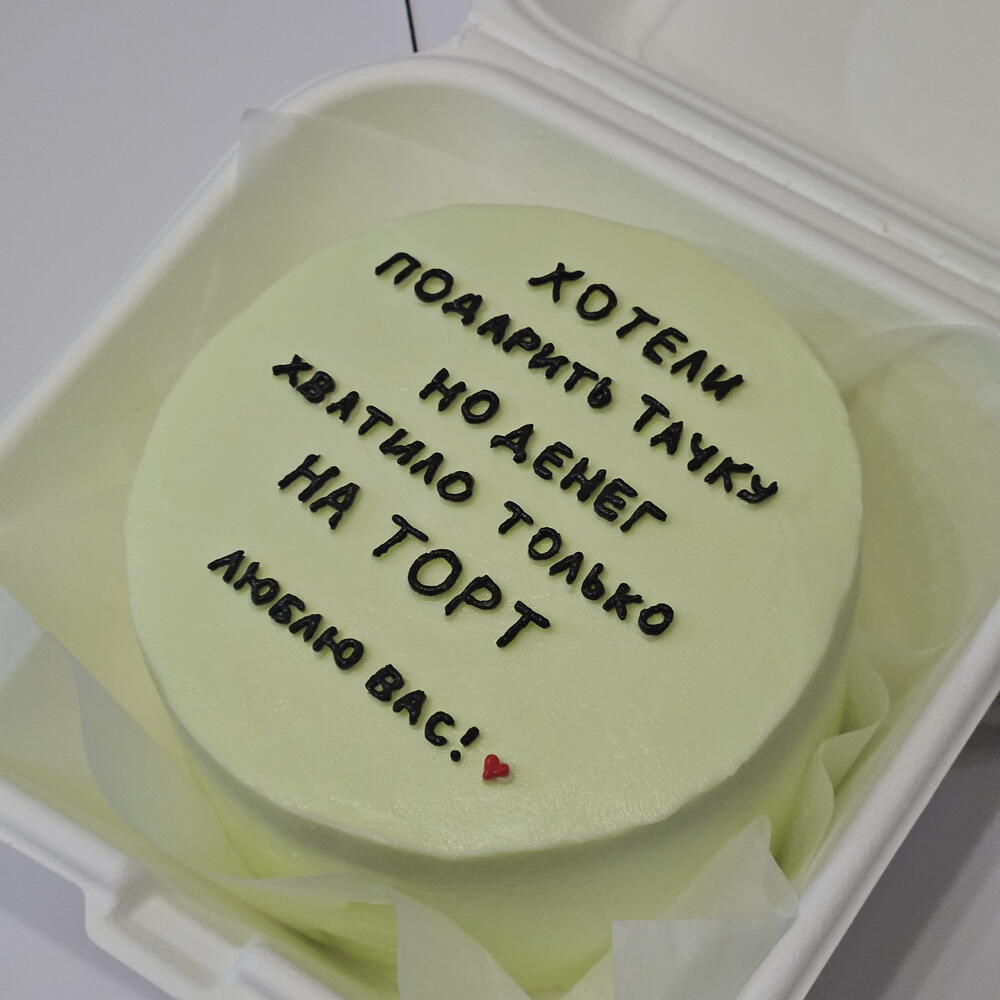 ХОТЕЛИ
ПОДАРИТЬ ТАЧКУ
НО ДЕНЕГ
ХВАТИЛО ТОЛЬКО
НА ТОРТ
ЛЮБЛЮ ВАС!